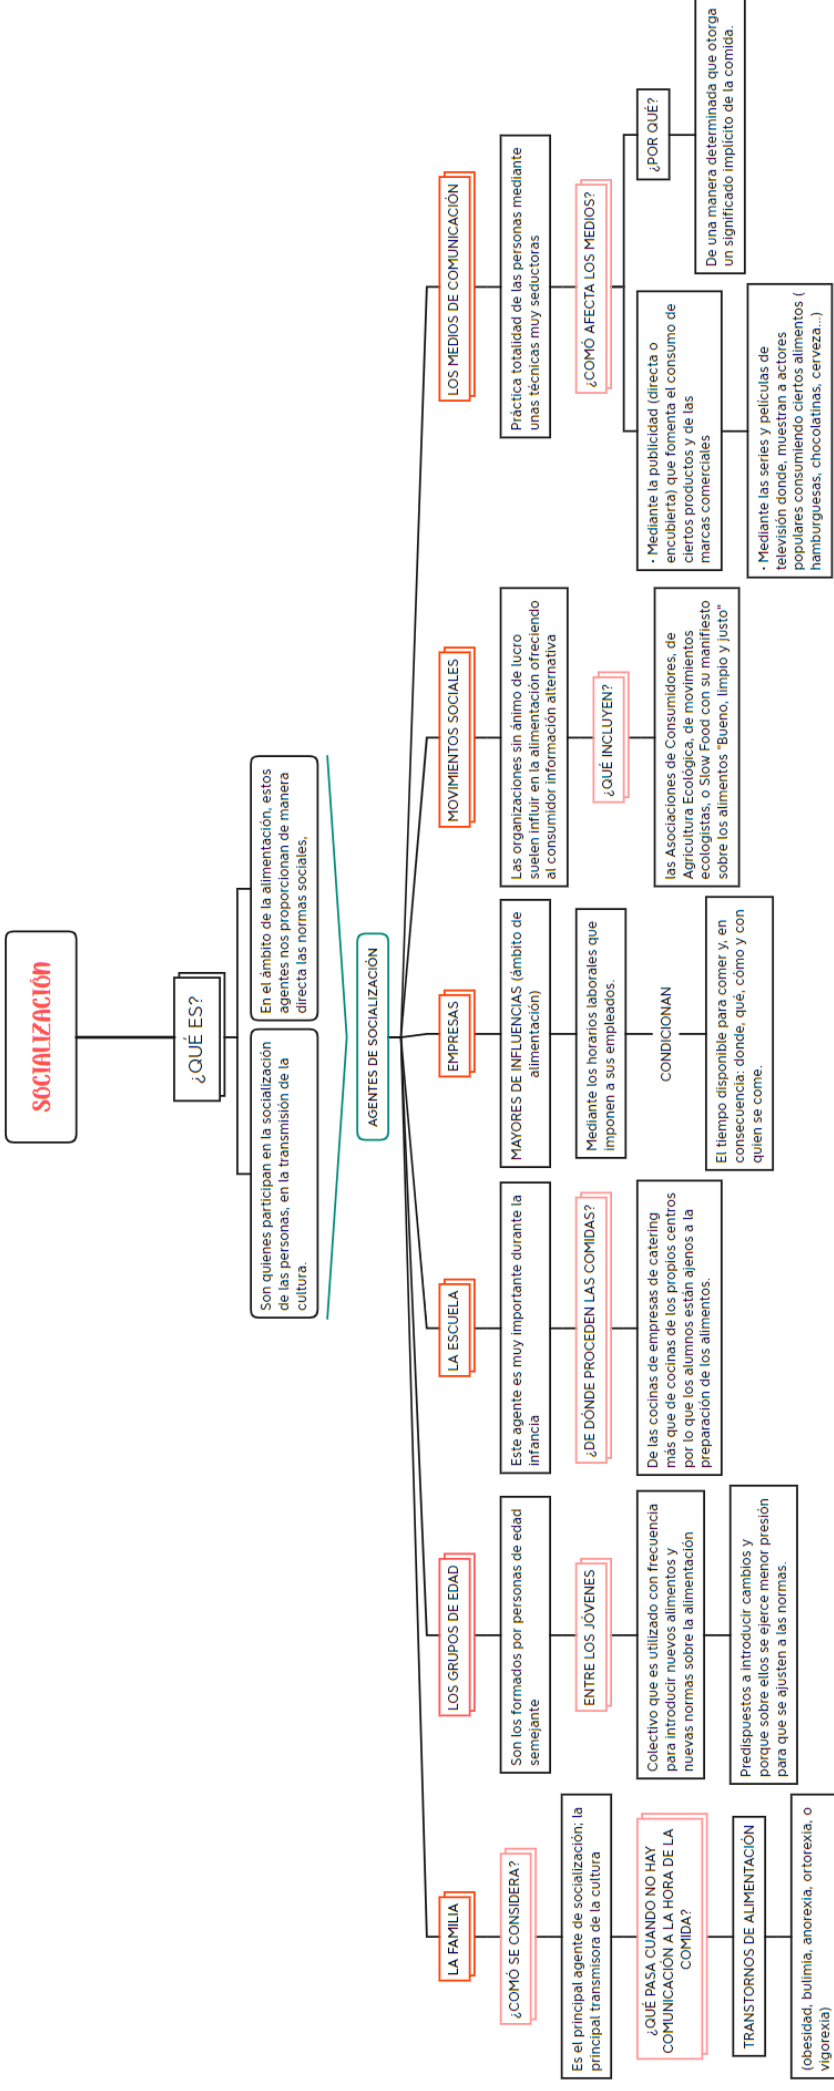 SOCIALIZACIÓN
¿QUÉ ES?
Son quienes participan en la socialización
de las personas, en la transmisión de la
cultura.
En el ámbito de la alimentación, estos
agentes nos proporcionan de manera
directa las normas sociales,
AGENTES DE SOCIALIZACIÓN
LA FAMILIA
¿COMÓ SE CONSIDERA?
Es el principal agente de socialización; la
principal transmisora de la cultura
¿QUÉ PASA CUANDO NO HAY
COMUNICACIÓN A LA HORA DE LA
COMIDA?
TRANSTORNOS DE ALIMENTACIÓN
(obesidad, bulimia, anorexia, ortorexia, o
vigorexia)
LOS GRUPOS DE EDAD
Son los formados por personas de edad
semejante
ENTRE LOS JÓVENES
Colectivo que es utilizado con frecuencia
para introducir nuevos alimentos y
nuevas normas sobre la alimentación
Predispuestos a introducir cambios y
porque sobre ellos se ejerce menor presión
para que se ajusten a las normas.
LA ESCUELA
Este agente es muy importante durante la
infancia
¿DE DÓNDE PROCEDEN LAS COMIDAS?
De las cocinas de empresas de catering
más que de cocinas de los propios centros
por lo que los alumnos están ajenos a la
preparación de los alimentos.
EMPRESAS
MAYORES DE INFLUENCIAS (ámbito de
alimentación)
Mediante los horarios laborales que
imponen a sus empleados.
CONDICIONAN
El tiempo disponible para comer y, en
consecuencia: donde, qué, cómo y con
quien se come.
MOVIMIENTOS SOCIALES
Las organizaciones sin ánimo de lucro
suelen influir en la alimentación ofreciendo
al consumidor información alternativa
¿QUÉ INCLUYEN?
las Asociaciones de Consumidores, de
Agricultura Ecológica, de movimientos
ecologistas, o Slow Food con su manifiesto
sobre los alimentos "Bueno, limpio y justo"
LOS MEDIOS DE COMUNICACIÓN
Práctica totalidad de las personas mediante
unas técnicas muy seductoras
¿COMÓ AFECTA LOS MEDIOS?
· Mediante la publicidad (directa o
encubierta) que fomenta el consumo de
ciertos productos y de las
marcas comerciales
· Mediante las series y películas de
televisión donde, muestran a actores
populares consumiendo ciertos alimentos (
hamburguesas, chocolatinas, cerveza...)
¿POR QUÉ?
De una manera determinada que otorga
un significado implícito de la comida.